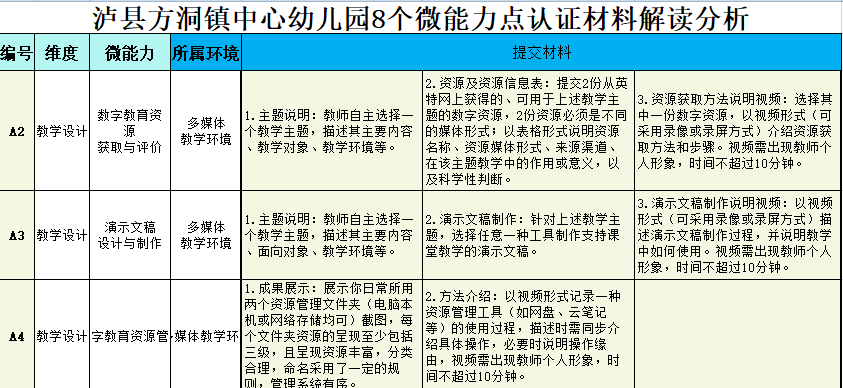 泸县方洞镇中心幼儿园8个微能力点认证材料解读分析
编号 维度 微能力 所属环境 提交材料
A2
教学设计
数字教育资
源
获取与评价
多媒体
教学环境
1.主题说明：教师自主选择一
个教学主题，描述其主要内容
、教学对象、教学环境等。
2.资源及资源信息表：提交2份从英
特网上获得的、可用于上述教学主
题的数字资源，2份资源必须是不同
的媒体形式；以表格形式说明资源
名称、资源媒体形式、来源渠道、
在该主题教学中的作用或意义，以
及科学性判断。
3.资源获取方法说明视频：选择其
中一份数字资源，以视频形式（可
采用录像或录屏方式）介绍资源获
取方法和步骤。视频需出现教师个
人形象，时间不超过10分钟。
A3
教学设计
演示文稿
设计与制作
多媒体
教学环境
1.主题说明：教师自主选择一
个教学主题，描述其主要内容
、面向对象、教学环境等。
2.演示文稿制作：针对上述教学主
题，选择任意一种工具制作支持课
堂教学的演示文稿。
3.演示文稿制作说明视频：以视频
形式（可采用录像或录屏方式）描
述演示文稿制作过程，并说明教学
中如何使用。视频需出现教师个人
形象，时间不超过10分钟。
A4
教学设计
字教育资源管
媒体教学环
1.成果展示：展示你日常所用
两个资源管理文件夹（电脑本
机或网络存储均可）截图，每
个文件夹资源的呈现至少包括
三级，且呈现资源丰富，分类
合理，命名采用了一定的规
则，管理系统有序。
2.方法介绍：以视频形式记录一种
资源管理工具（如网盘、云笔记
等）的使用过程，描述时需同步介
绍具体操作，必要时说明操作缘
由，视频需出现教师个人形象，时
间不超过10分钟。